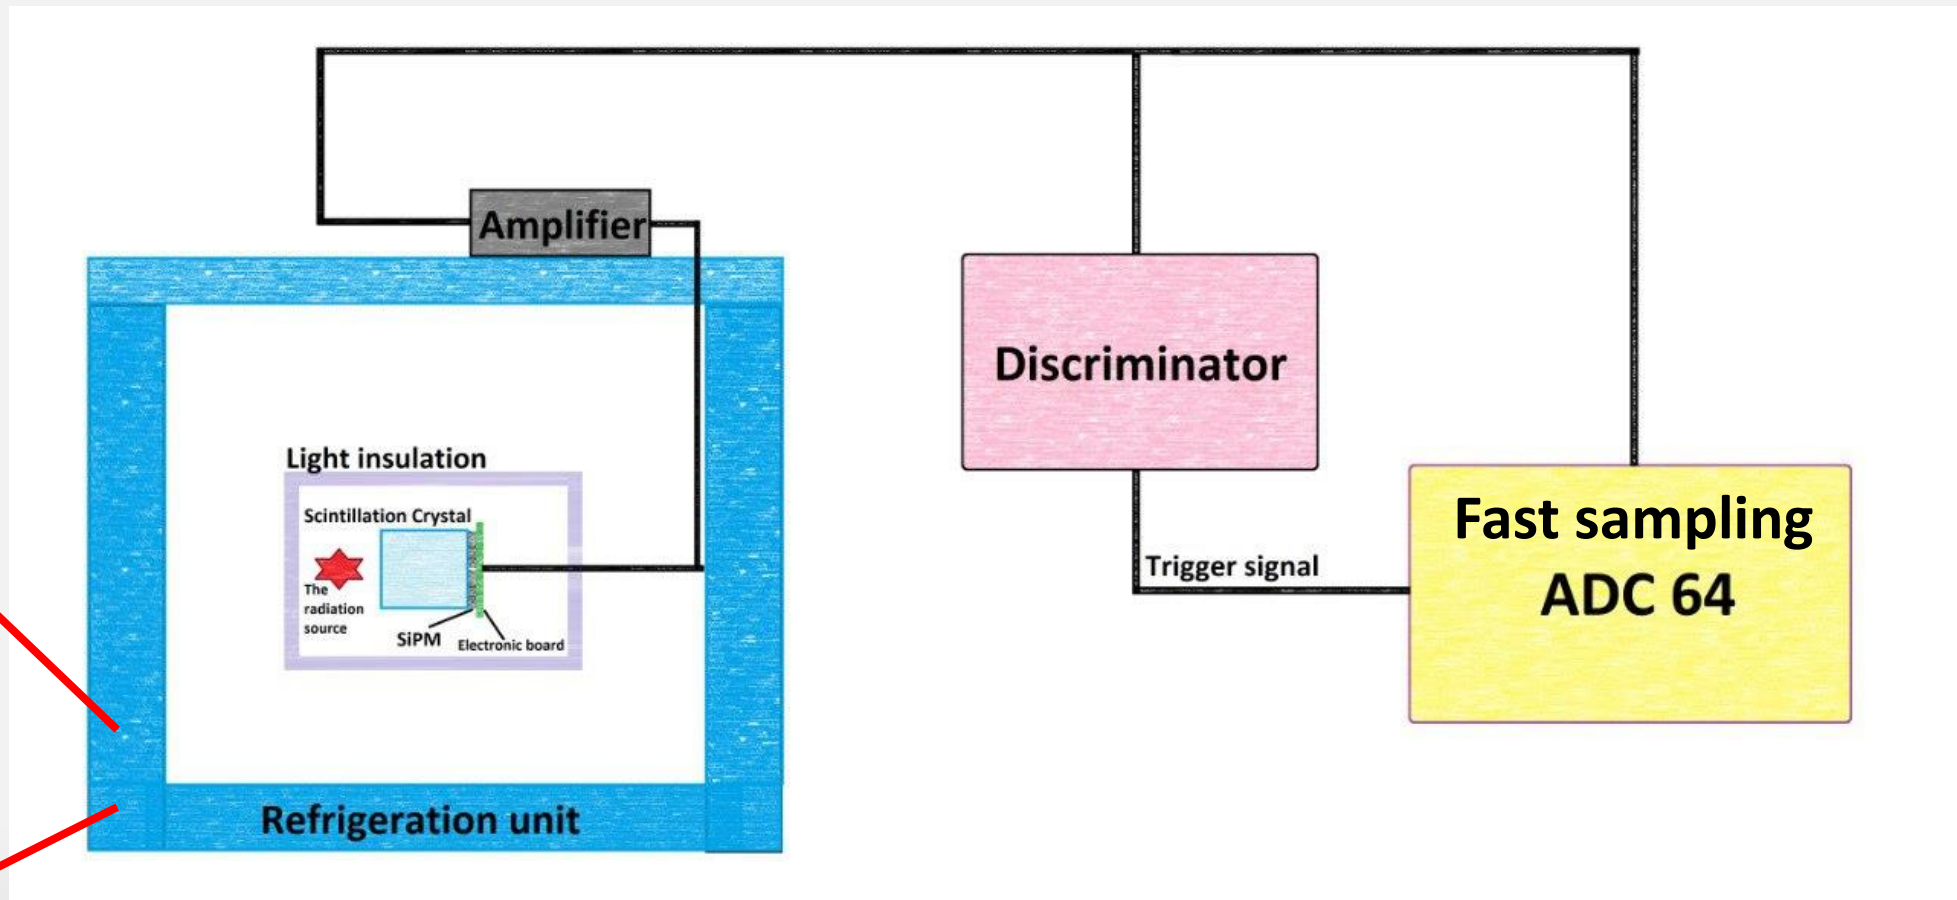 Amplifier
Discriminator
Light insulation
Scintillation Crystal
The
radiation
source
SiPM
Electronic board
Fast sampling
ADC 64
Trigger signal
Refrigeration unit